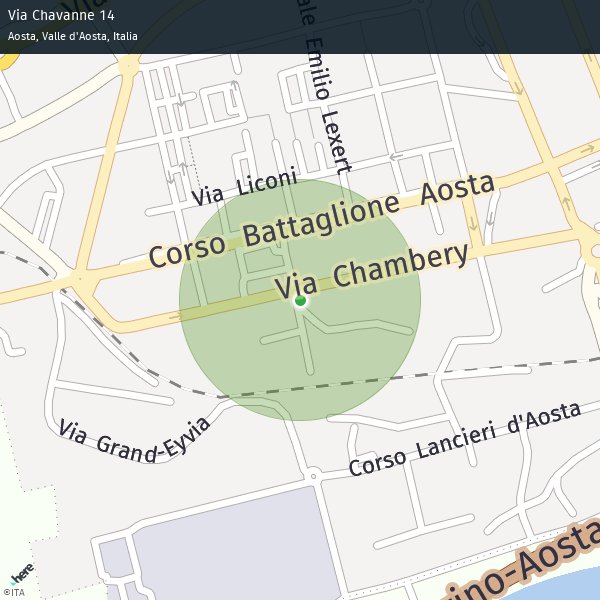 Via Chavanne 14
Aosta, Valle d'Aosta, Italia
Via
ale Emilio Lexert
Via Liconi
Corso Battaglione Aosta
Via Chambery
Via Grand-Eyvia
Corso Lancieri d'Aosta
ino-Aosta
here
©ITA